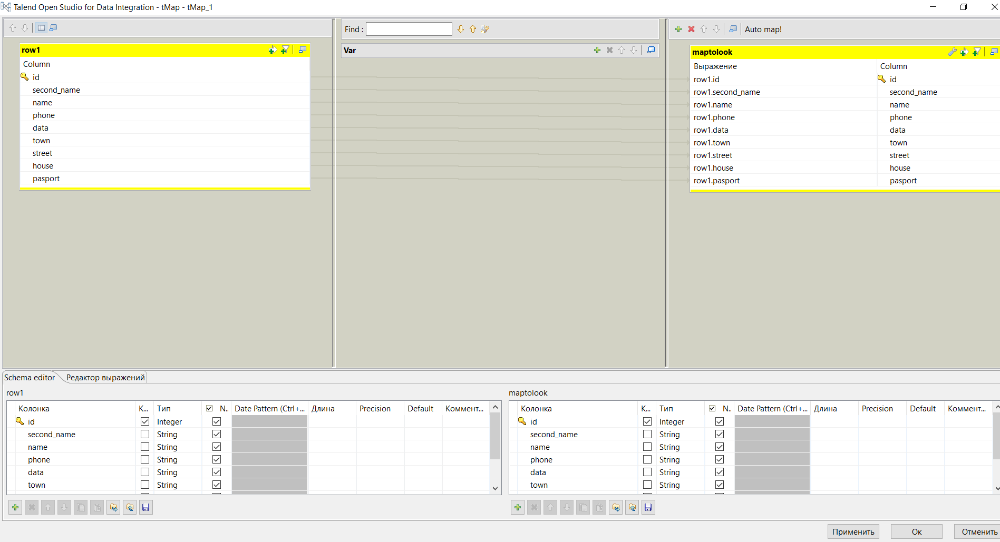 Talend Open Studio for Data Integration - tMap - tMap_1
row1
Column
id
second_name
name
phone
data
town
street
house
pasport
Find :
Var
Auto map!
maptolook
Выражение Column
row1.id id
row1.second_name second_name
row1.name name
row1.phone phone
row1.data data
row1.town town
row1.street street
row1.house house
row1.pasport pasport
Schema editor Редактор выражений
row1
Колонка К... Тип N.. Date Pattern (Ctrl+... Длина Precision Default Коммент...
id Integer
second_name String
name String
phone String
data String
town String
maptolook
Колонка К... Тип N.. Date Pattern (Ctrl+... Длина Precision Default Коммент...
id Integer
second_name String
name String
phone String
data String
town String
Применить Ок Отменить